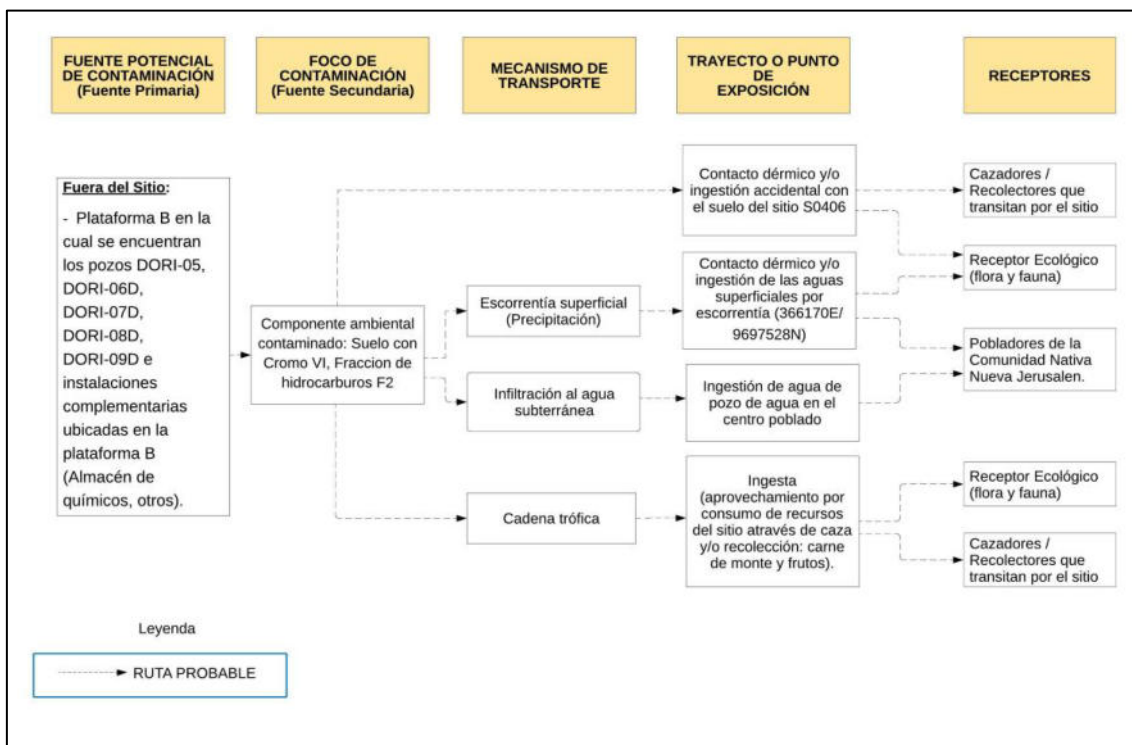 FUENTE POTENCIAL
DE CONTAMINACIÓN
(Fuente Primaria)
FOCO DE
CONTAMINACIÓN
(Fuente Secundaria)
MECANISMO DE
TRANSPORTE
TRAYECTO O PUNTO
DE
EXPOSICIÓN
RECEPTORES
Fuera del Sitio:
- Plataforma B en la
cual se encuentran
los pozos DORI-05,
DORI-06D,
DORI-07D,
DORI-08D,
DORI-09D e
instalaciones
complementarias
ubicadas en la
plataforma B
(Almacén de
químicos, otros).
Componente ambiental
contaminado: Suelo con
Cromo VI, Fraccion de
hidrocarburos F2
Escorrentía superficial
(Precipitación)
Infiltración al agua
subterránea
Cadena trófica
Contacto dérmico y/o
ingestión accidental con
el suelo del sitio S0406
Contacto dérmico y/o
ingestión de las aguas
superficiales por
escorrentía (366170E/
9697528N)
Ingestión de agua de
pozo de agua en el
centro poblado
Ingesta
(aprovechamiento por
consumo de recursos
del sitio através de caza
y/o recolección: carne
de monte y frutos).
Cazadores /
Recolectores que
transitan por el sitio
Receptor Ecológico
(flora y fauna)
Pobladores de la
Comunidad Nativa
Nueva Jerusalen.
Receptor Ecológico
(flora y fauna)
Cazadores /
Recolectores que
transitan por el sitio
Leyenda
RUTA PROBABLE